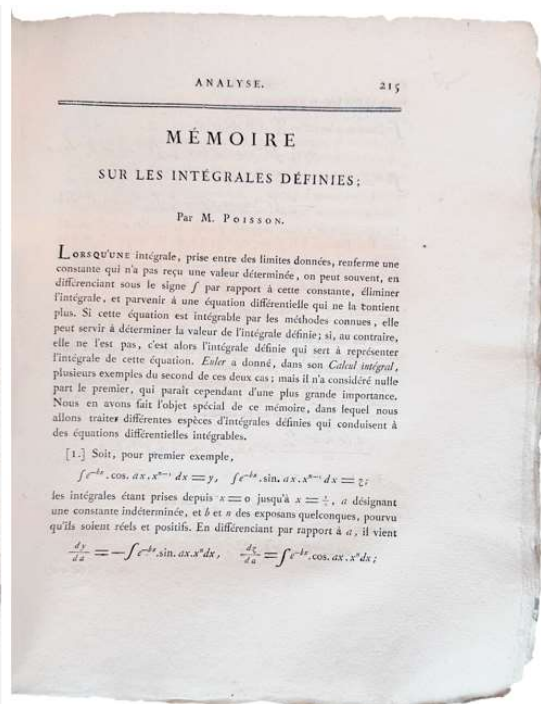 ANALYSE. 215
MÉMOIRE
SUR LES INTÉGRALES DÉFINIES;
Par M. POISSON.
LORSQU'UNE intégrale, prise entre des limites données, renferme une
constante qui n'a pas reçu une valeur déterminée, on peut souvent, en
différenciant sous le signe ∫ par rapport à cette constante, éliminer
l'intégrale, et parvenir à une équation différentielle qui ne la contient
plus. Si cette équation est intégrable par les méthodes connues, elle
peut servir à déterminer la valeur de l'intégrale définie; si, au contraire,
elle ne l'est pas, c'est alors l'intégrale définie qui sert à représenter
l'intégrale de cette équation. Euler a donné, dans son Calcul intégral,
plusieurs exemples du second de ces deux cas; mais il n'a considéré nulle
part le premier, qui paraît cependant d'une plus grande importance.
Nous en avons fait l'objet spécial de ce mémoire, dans lequel nous
allons traiter différentes espèces d'intégrales définies qui conduisent à
des équations différentielles intégrables.
[1.] Soit, pour premier exemple,
∫e⁻ᵇˣ.cos. ax.xⁿ⁻¹ dx = y, ∫e⁻ᵇˣ.sin. ax.xⁿ⁻¹ dx = z;
les intégrales étant prises depuis x = 0 jusqu'à x = 1/0, a désignant
une constante indéterminée, et b et n des exposans quelconques, pourvu
qu'ils soient réels et positifs. En différenciant par rapport à a, il vient
dy/da = —∫e⁻ᵇˣ.sin. ax.xⁿdx, dz/da = ∫e⁻ᵇˣ.cos. ax.xⁿdx;